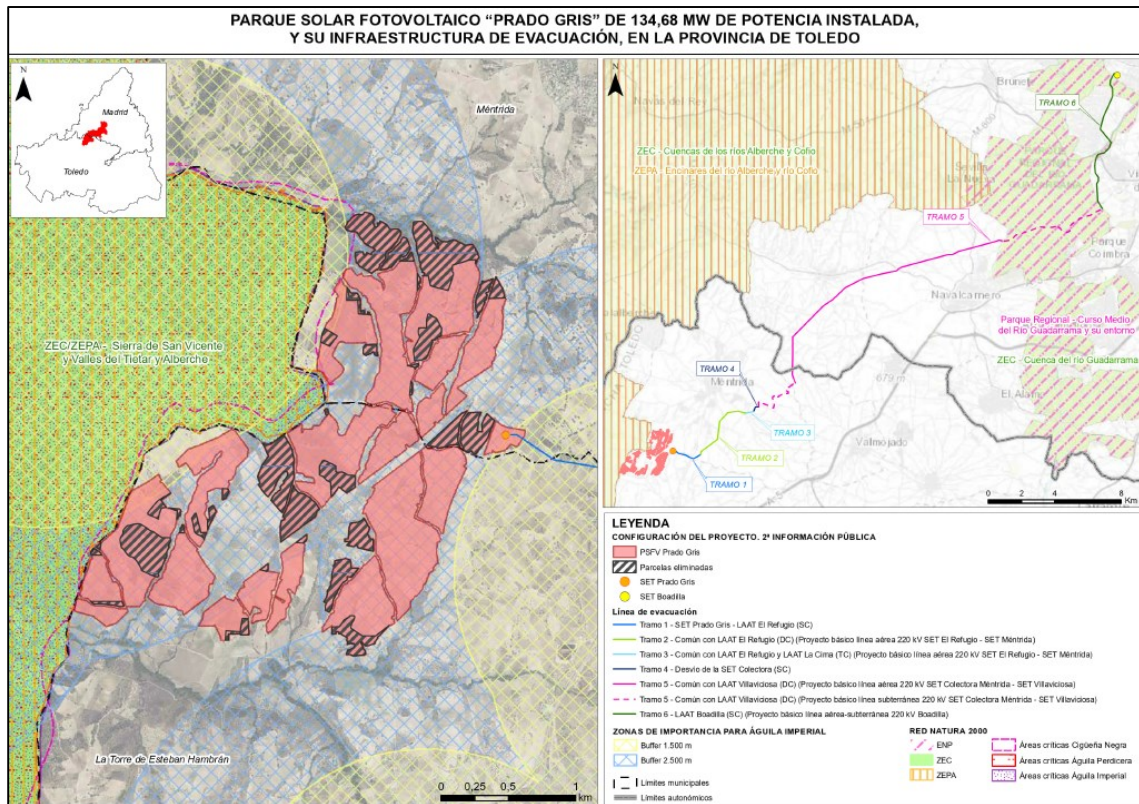 PARQUE SOLAR FOTOVOLTAICO “PRADO GRIS” DE 134,68 MW DE POTENCIA INSTALADA,
Y SU INFRAESTRUCTURA DE EVACUACIÓN, EN LA PROVINCIA DE TOLEDO
N
Madrid
Toledo
Méntrida
ZEC/ZEPA - Sierra de San Vicente
y Valles del Tietar y Alberche
La Torre de Esteban Hambrán
0 0,25 0,5 1
km
N
Brunet
TRAMO 6
Navas del Rey
M-501
M-600
ZEC - Cuencas de los ríos Alberche y Cofio
ZEPA - Encinares del río Alberche y río Cofio
Sevilla
La Nueva
TRAMO 5
Parque
Coimbra
Navalcarnero
Parque Regional - Curso Medio
del Río Guadarrama y su entorno
ZEC - Cuenca del río Guadarrama
TRAMO 4
Méntrida
679 m
El Álamo
TRAMO 3
Valmojado
TRAMO 2
TRAMO 1
A-5
0 2 4 6 8
Km
LEYENDA
CONFIGURACIÓN DEL PROYECTO. 2ª INFORMACIÓN PÚBLICA
PSFV Prado Gris
Parcelas eliminadas
SET Prado Gris
SET Boadilla
Línea de evacuación
Tramo 1 - SET Prado Gris - LAAT El Refugio (SC)
Tramo 2 - Común con LAAT El Refugio (DC) (Proyecto básico línea aérea 220 kV SET El Refugio - SET Méntrida)
Tramo 3 - Común con LAAT El Refugio y LAAT La Cima (TC) (Proyecto básico línea aérea 220 kV SET El Refugio - SET Méntrida)
Tramo 4 - Desvío de la SET Colectora (SC)
Tramo 5 - Común con LAAT Villaviciosa (DC) (Proyecto básico línea aérea 220 kV SET Colectora Méntrida - SET Villaviciosa)
Tramo 5 - Común con LAAT Villaviciosa (DC) (Proyecto básico línea subterránea 220 kV SET Colectora Méntrida - SET Villaviciosa)
Tramo 6 - LAAT Boadilla (SC) (Proyecto básico línea aérea-subterránea 220 kV Boadilla)
ZONAS DE IMPORTANCIA PARA ÁGUILA IMPERIAL
Buffer 1.500 m
Buffer 2.500 m
Límites municipales
Límites autonómicos
RED NATURA 2000
ENP
ZEC
ZEPA
Áreas críticas Cigüeña Negra
Áreas críticas Águila Perdicera
Áreas críticas Águila Imperial